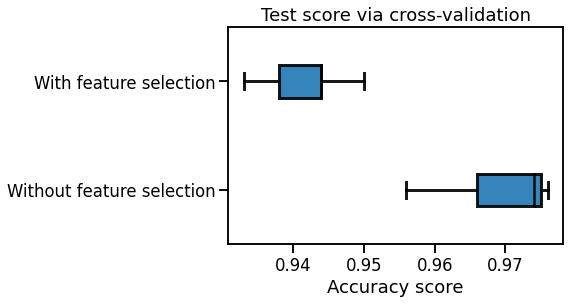 Test score via cross-validation
With feature selection
Without feature selection
0.94 0.95 0.96 0.97
Accuracy score